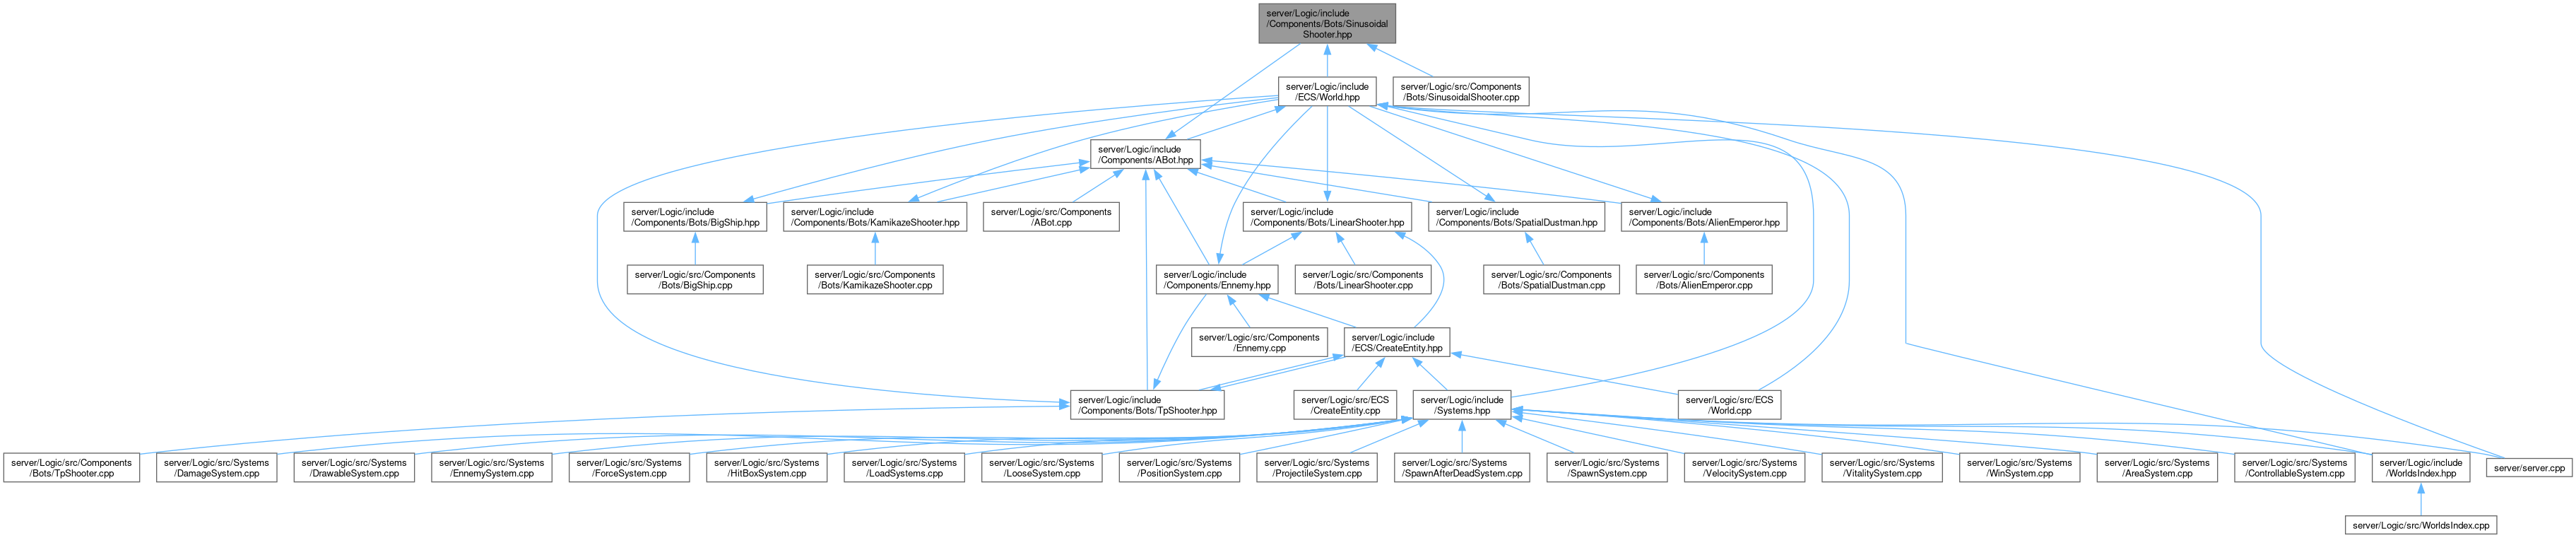 server/Logic/include
/Components/Bots/Sinusoidal
Shooter.hpp
server/Logic/include
/ECS/World.hpp
server/Logic/src/Components
/Bots/SinusoidalShooter.cpp
server/Logic/include
/Components/ABot.hpp
server/Logic/include
/Components/Bots/BigShip.hpp
server/Logic/include
/Components/Bots/KamikazeShooter.hpp
server/Logic/src/Components
/ABot.cpp
server/Logic/include
/Components/Bots/LinearShooter.hpp
server/Logic/include
/Components/Bots/SpatialDustman.hpp
server/Logic/include
/Components/Bots/AlienEmperor.hpp
server/Logic/src/Components
/Bots/BigShip.cpp
server/Logic/src/Components
/Bots/KamikazeShooter.cpp
server/Logic/include
/Components/Ennemy.hpp
server/Logic/src/Components
/Bots/LinearShooter.cpp
server/Logic/src/Components
/Bots/SpatialDustman.cpp
server/Logic/src/Components
/Bots/AlienEmperor.cpp
server/Logic/src/Components
/Ennemy.cpp
server/Logic/include
/ECS/CreateEntity.hpp
server/Logic/include
/Components/Bots/TpShooter.hpp
server/Logic/src/ECS
/CreateEntity.cpp
server/Logic/include
/Systems.hpp
server/Logic/src/ECS
/World.cpp
server/Logic/src/Components
/Bots/TpShooter.cpp
server/Logic/src/Systems
/DamageSystem.cpp
server/Logic/src/Systems
/DrawableSystem.cpp
server/Logic/src/Systems
/EnnemySystem.cpp
server/Logic/src/Systems
/ForceSystem.cpp
server/Logic/src/Systems
/HitBoxSystem.cpp
server/Logic/src/Systems
/LoadSystems.cpp
server/Logic/src/Systems
/LooseSystem.cpp
server/Logic/src/Systems
/PositionSystem.cpp
server/Logic/src/Systems
/ProjectileSystem.cpp
server/Logic/src/Systems
/SpawnAfterDeadSystem.cpp
server/Logic/src/Systems
/SpawnSystem.cpp
server/Logic/src/Systems
/VelocitySystem.cpp
server/Logic/src/Systems
/VitalitySystem.cpp
server/Logic/src/Systems
/WinSystem.cpp
server/Logic/src/Systems
/AreaSystem.cpp
server/Logic/src/Systems
/ControllableSystem.cpp
server/Logic/include
/WorldsIndex.hpp
server/server.cpp
server/Logic/src/WorldsIndex.cpp